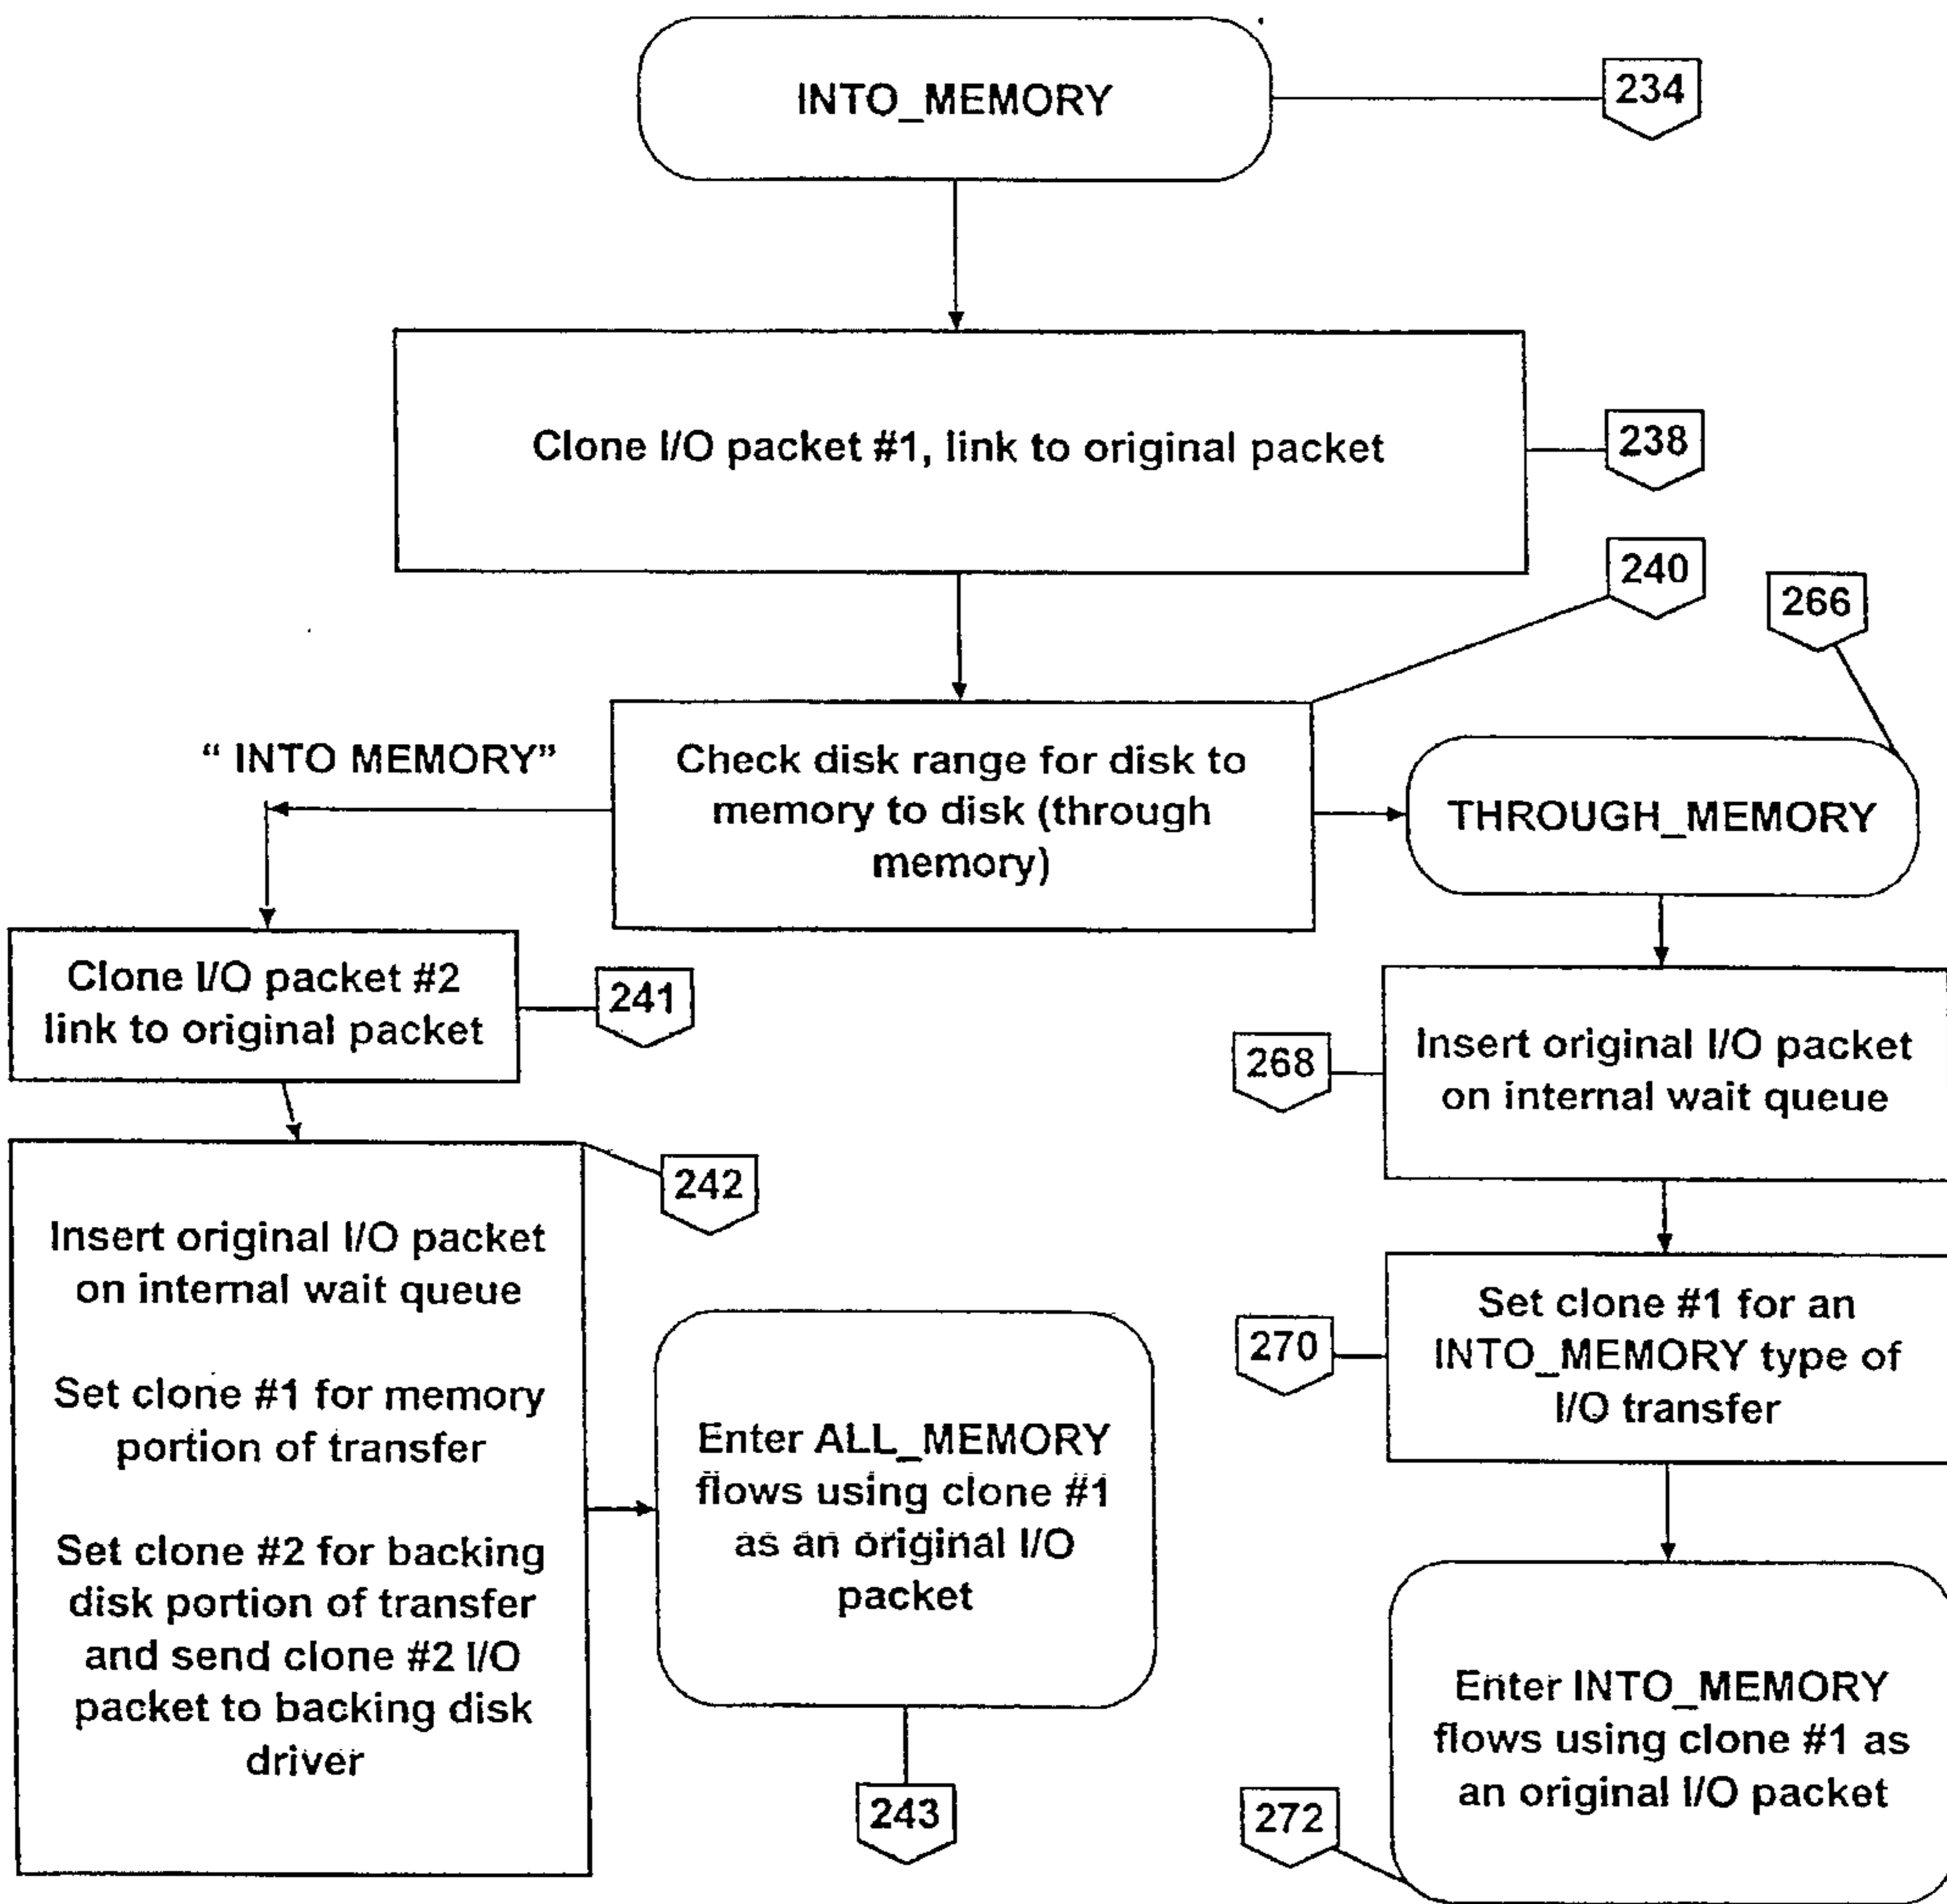 INTO_MEMORY
234
Clone I/O packet #1, link to original packet
238
240
266
“ INTO MEMORY”
Check disk range for disk to
memory to disk (through
memory)
THROUGH_MEMORY
Clone I/O packet #2
link to original packet
241
268
Insert original I/O packet
on internal wait queue
242
Insert original I/O packet
on internal wait queue
Set clone #1 for memory
portion of transfer
Set clone #2 for backing
disk portion of transfer
and send clone #2 I/O
packet to backing disk
driver
Enter ALL_MEMORY
flows using clone #1
as an original I/O
packet
243
270
Set clone #1 for an
INTO_MEMORY type of
I/O transfer
Enter INTO_MEMORY
flows using clone #1 as
an original I/O packet
272